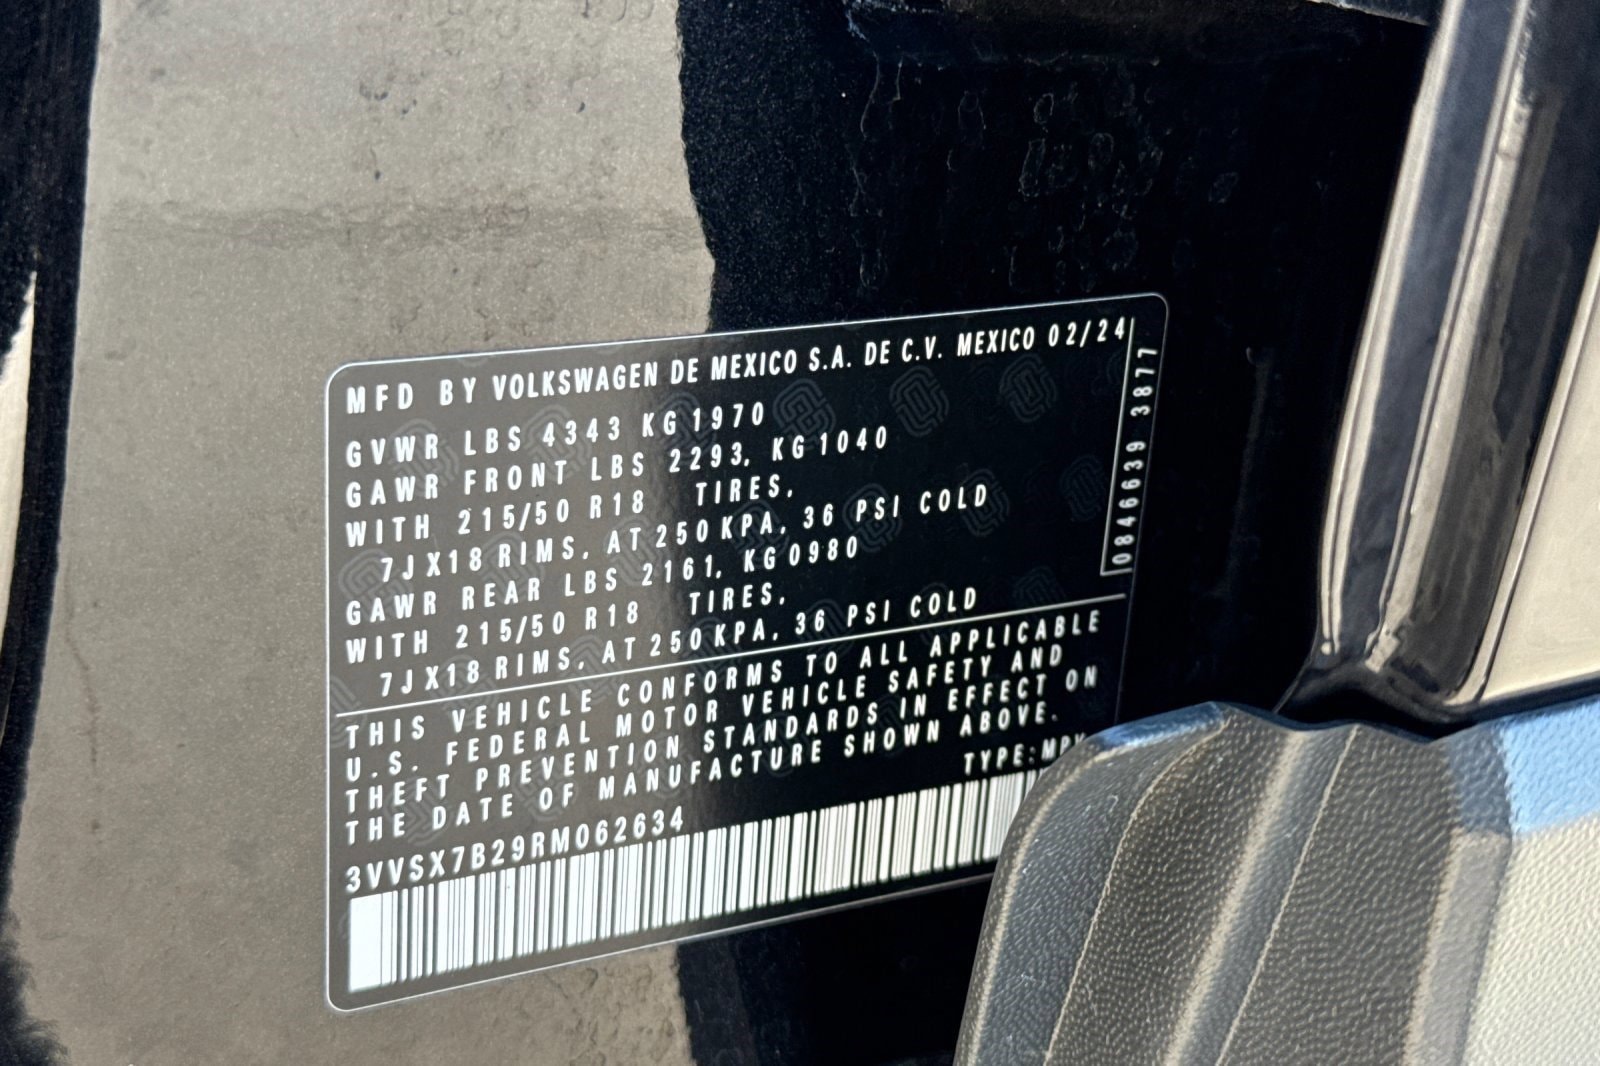 MFD BY VOLKSWAGEN DE MEXICO S.A. DE C.V. MEXICO 02/24
GVWR LBS 4343 KG 1970
GAWR FRONT LBS 2293, KG 1040
WITH 215/50 R18 TIRES,
7JX18 RIMS, AT 250 KPA, 36 PSI COLD
GAWR REAR LBS 2161, KG 0980
WITH 215/50 R18 TIRES,
7JX18 RIMS, AT 250 KPA, 36 PSI COLD
0846639 3877
THIS VEHICLE CONFORMS TO ALL APPLICABLE
U.S. FEDERAL MOTOR VEHICLE SAFETY AND
THEFT PREVENTION STANDARDS IN EFFECT ON
THE DATE OF MANUFACTURE SHOWN ABOVE.
3VVSX7B29RM062634 TYPE: